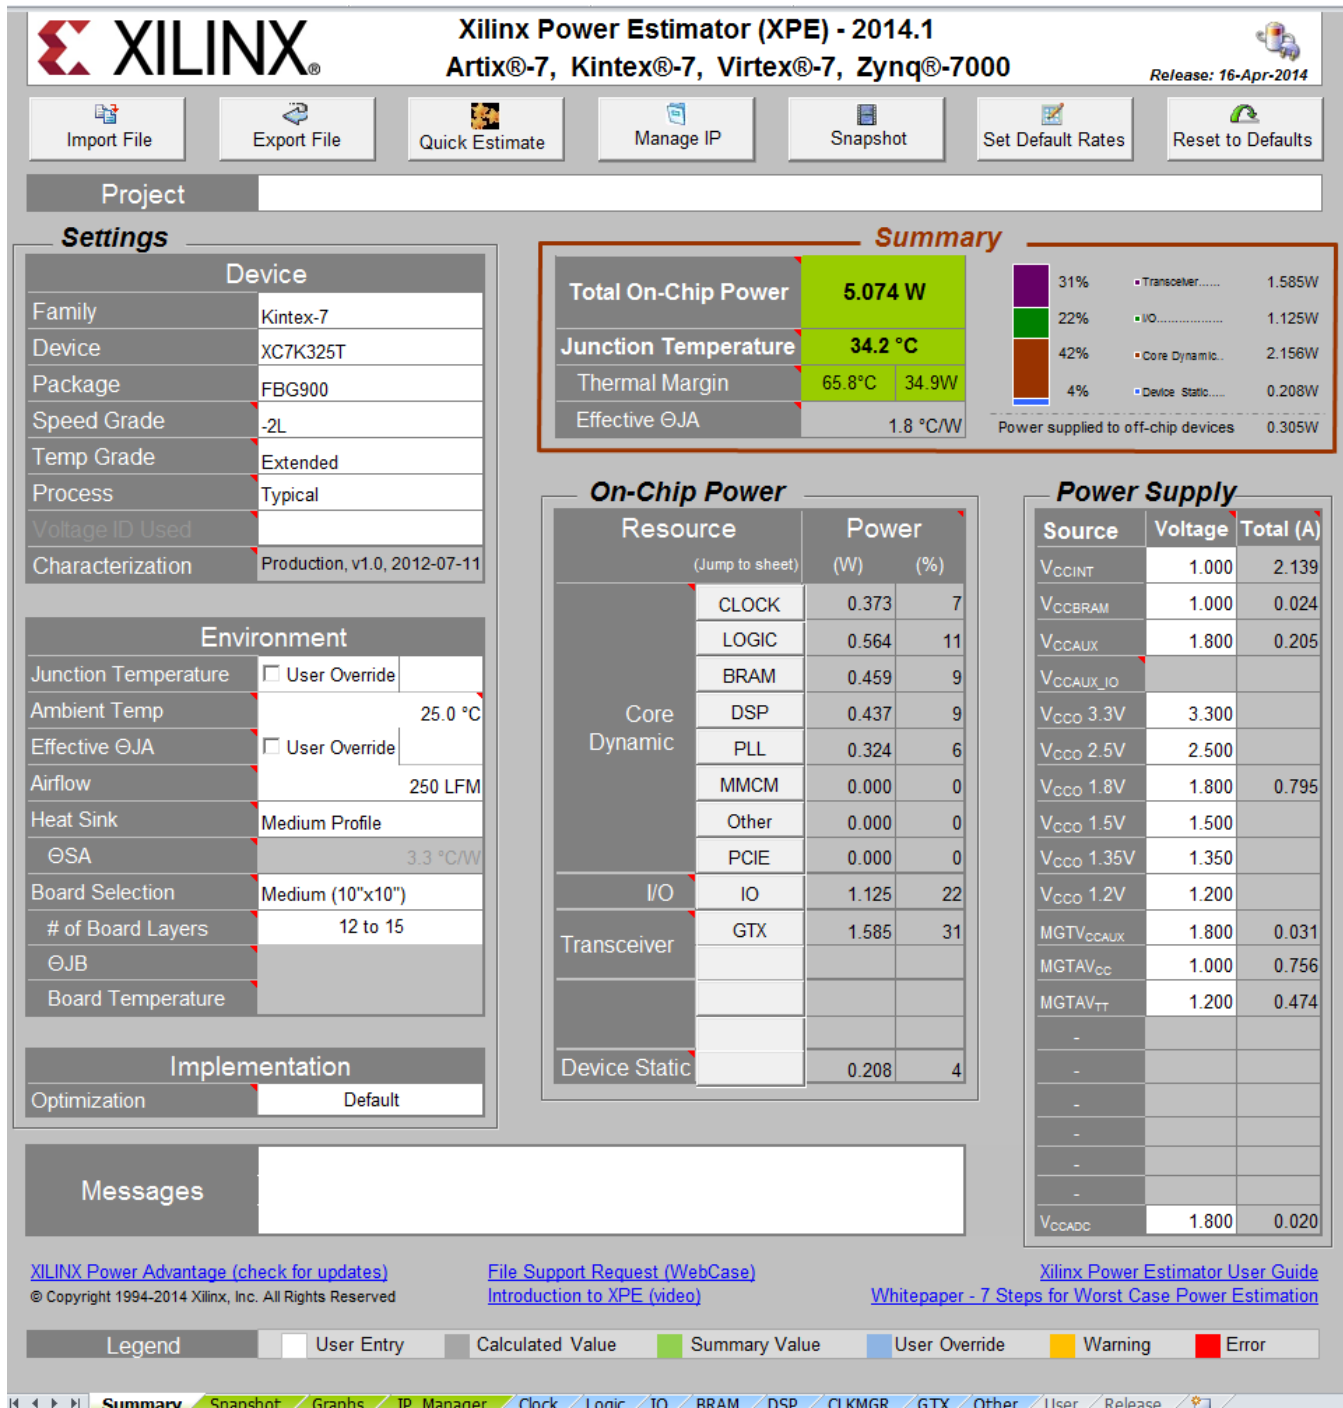 XILINX®
Xilinx Power Estimator (XPE) - 2014.1
Artix®-7, Kintex®-7, Virtex®-7, Zynq®-7000
Release: 16-Apr-2014
Import File
Export File
Quick Estimate
Manage IP
Snapshot
Set Default Rates
Reset to Defaults
Project
Settings
Device
Family Kintex-7
Device XC7K325T
Package FBG900
Speed Grade -2L
Temp Grade Extended
Process Typical
Voltage ID Used
Characterization Production, v1.0, 2012-07-11
Environment
Junction Temperature User Override
Ambient Temp 25.0 °C
Effective ΘJA User Override
Airflow 250 LFM
Heat Sink Medium Profile
ΘSA 3.3 °C/W
Board Selection Medium (10"x10")
# of Board Layers 12 to 15
ΘJB
Board Temperature
Implementation
Optimization Default
Summary
Total On-Chip Power 5.074 W
Junction Temperature 34.2 °C
Thermal Margin 65.8°C 34.9W
Effective ΘJA 1.8 °C/W
31% Transceiver...... 1.585W
22% I/O.................. 1.125W
42% Core Dynamic.. 2.156W
4% Device Static..... 0.208W
Power supplied to off-chip devices 0.305W
On-Chip Power
Resource Power
(Jump to sheet) (W) (%)
Core Dynamic
CLOCK 0.373 7
LOGIC 0.564 11
BRAM 0.459 9
DSP 0.437 9
PLL 0.324 6
MMCM 0.000 0
Other 0.000 0
PCIE 0.000 0
I/O IO 1.125 22
Transceiver GTX 1.585 31
Device Static 0.208 4
Power Supply
Source Voltage Total (A)
VCCINT 1.000 2.139
VCCBRAM 1.000 0.024
VCCAUX 1.800 0.205
VCCAUX_IO
VCCO 3.3V 3.300
VCCO 2.5V 2.500
VCCO 1.8V 1.800 0.795
VCCO 1.5V 1.500
VCCO 1.35V 1.350
VCCO 1.2V 1.200
MGTVCCAUX 1.800 0.031
MGTAVCC 1.000 0.756
MGTAVTT 1.200 0.474
-
-
-
-
-
-
VCCADC 1.800 0.020
Messages
XILINX Power Advantage (check for updates)
File Support Request (WebCase)
Xilinx Power Estimator User Guide
© Copyright 1994-2014 Xilinx, Inc. All Rights Reserved
Introduction to XPE (video)
Whitepaper - 7 Steps for Worst Case Power Estimation
Legend User Entry Calculated Value Summary Value User Override Warning Error
Summary Snapshot Graphs IP_Manager Clock Logic IO BRAM DSP CLKMGR GTX Other User Release